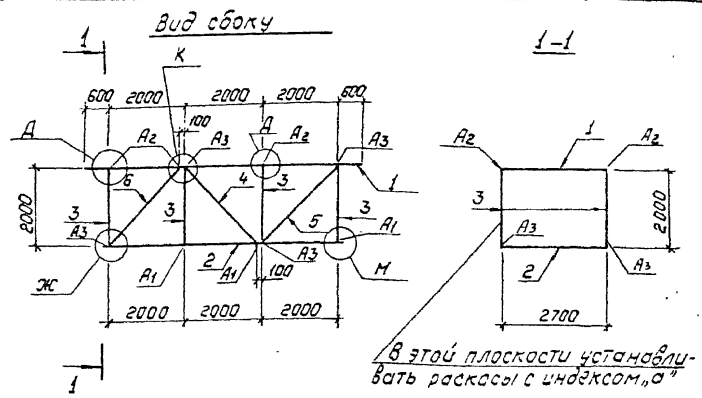 Вид сбоку
1-1
1
К
600 2000 2000 2000 600
100
Д А2 А3 Д А2 А3
6 4 3 1
2000 3 3 5 3
А3 А1
2
Ж А1 А1 А3 М
100
2000 2000 2000
1
А2 1 А2
3 2000
А3 А3
2
2700
В этой плоскости устанавли-
вать раскосы с индексом „а"